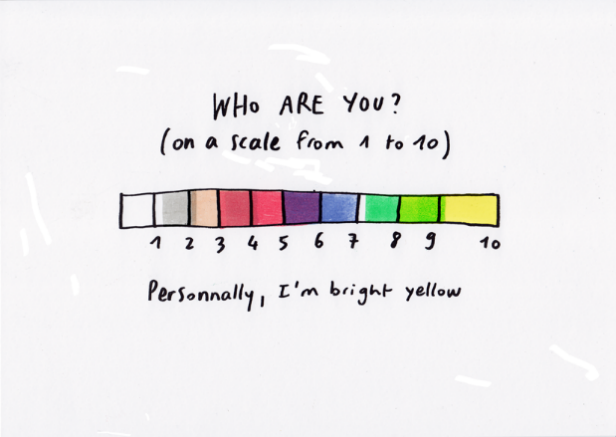 WHO ARE YOU?
(on a scale from 1 to 10)
1 2 3 4 5 6 7 8 9 10
Personnally, I'm bright yellow